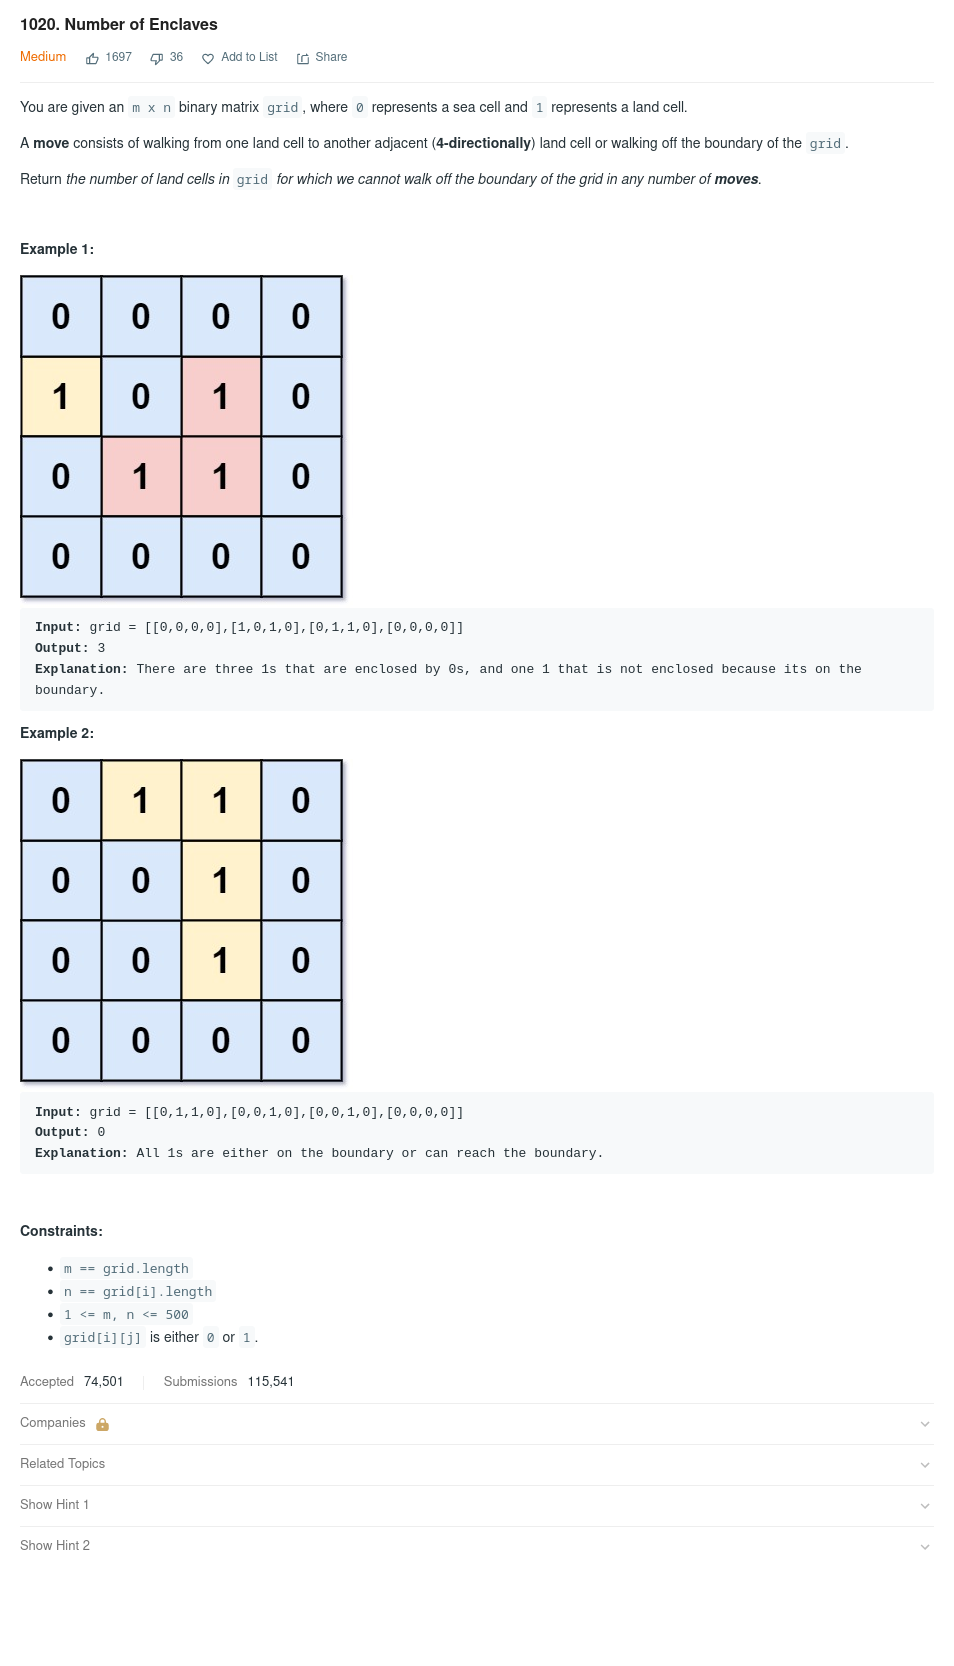 1020. Number of Enclaves
Medium 1697 36 Add to List Share
You are given an m x n binary matrix grid, where 0 represents a sea cell and 1 represents a land cell.
A move consists of walking from one land cell to another adjacent (4-directionally) land cell or walking off the boundary of the grid.
Return the number of land cells in grid for which we cannot walk off the boundary of the grid in any number of moves.
Example 1:
0 0 0 0
1 0 1 0
0 1 1 0
0 0 0 0
Input: grid = [[0,0,0,0],[1,0,1,0],[0,1,1,0],[0,0,0,0]]
Output: 3
Explanation: There are three 1s that are enclosed by 0s, and one 1 that is not enclosed because its on the
boundary.
Example 2:
0 1 1 0
0 0 1 0
0 0 1 0
0 0 0 0
Input: grid = [[0,1,1,0],[0,0,1,0],[0,0,1,0],[0,0,0,0]]
Output: 0
Explanation: All 1s are either on the boundary or can reach the boundary.
Constraints:
m == grid.length
n == grid[i].length
1 <= m, n <= 500
grid[i][j] is either 0 or 1.
Accepted 74,501 Submissions 115,541
Companies
Related Topics
Show Hint 1
Show Hint 2